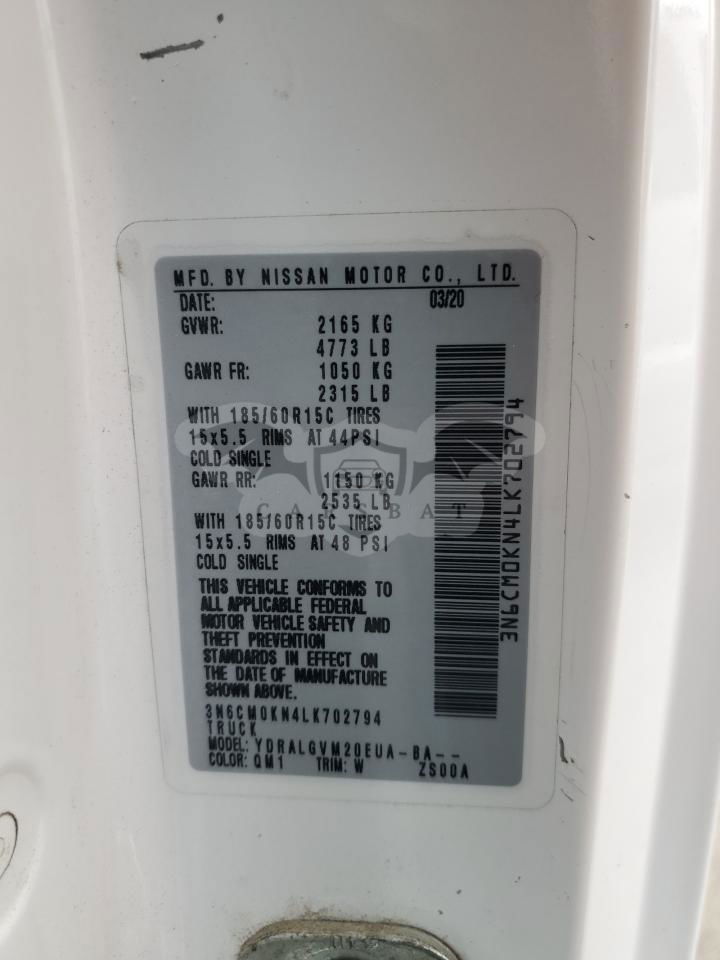 MFD. BY NISSAN MOTOR CO., LTD.
DATE: 03/20
GVWR: 2165 KG
4773 LB
GAWR FR: 1050 KG
2315 LB
WITH 185/60R15C TIRES
15x5.5 RIMS AT 44PSI
COLD SINGLE
GAWR RR: 1150 KG
2535 LB
WITH 185/60R15C TIRES
15x5.5 RIMS AT 48 PSI
COLD SINGLE
THIS VEHICLE CONFORMS TO
ALL APPLICABLE FEDERAL
MOTOR VEHICLE SAFETY AND
THEFT PREVENTION
STANDARDS IN EFFECT ON
THE DATE OF MANUFACTURE
SHOWN ABOVE.
3N6CM0KN4LK702794
TRUCK
MODEL: YDRALGVM20EUA-BA--
COLOR: QM1 TRIM: W ZS00A
3N6CM0KN4LK702794
CARSBAT